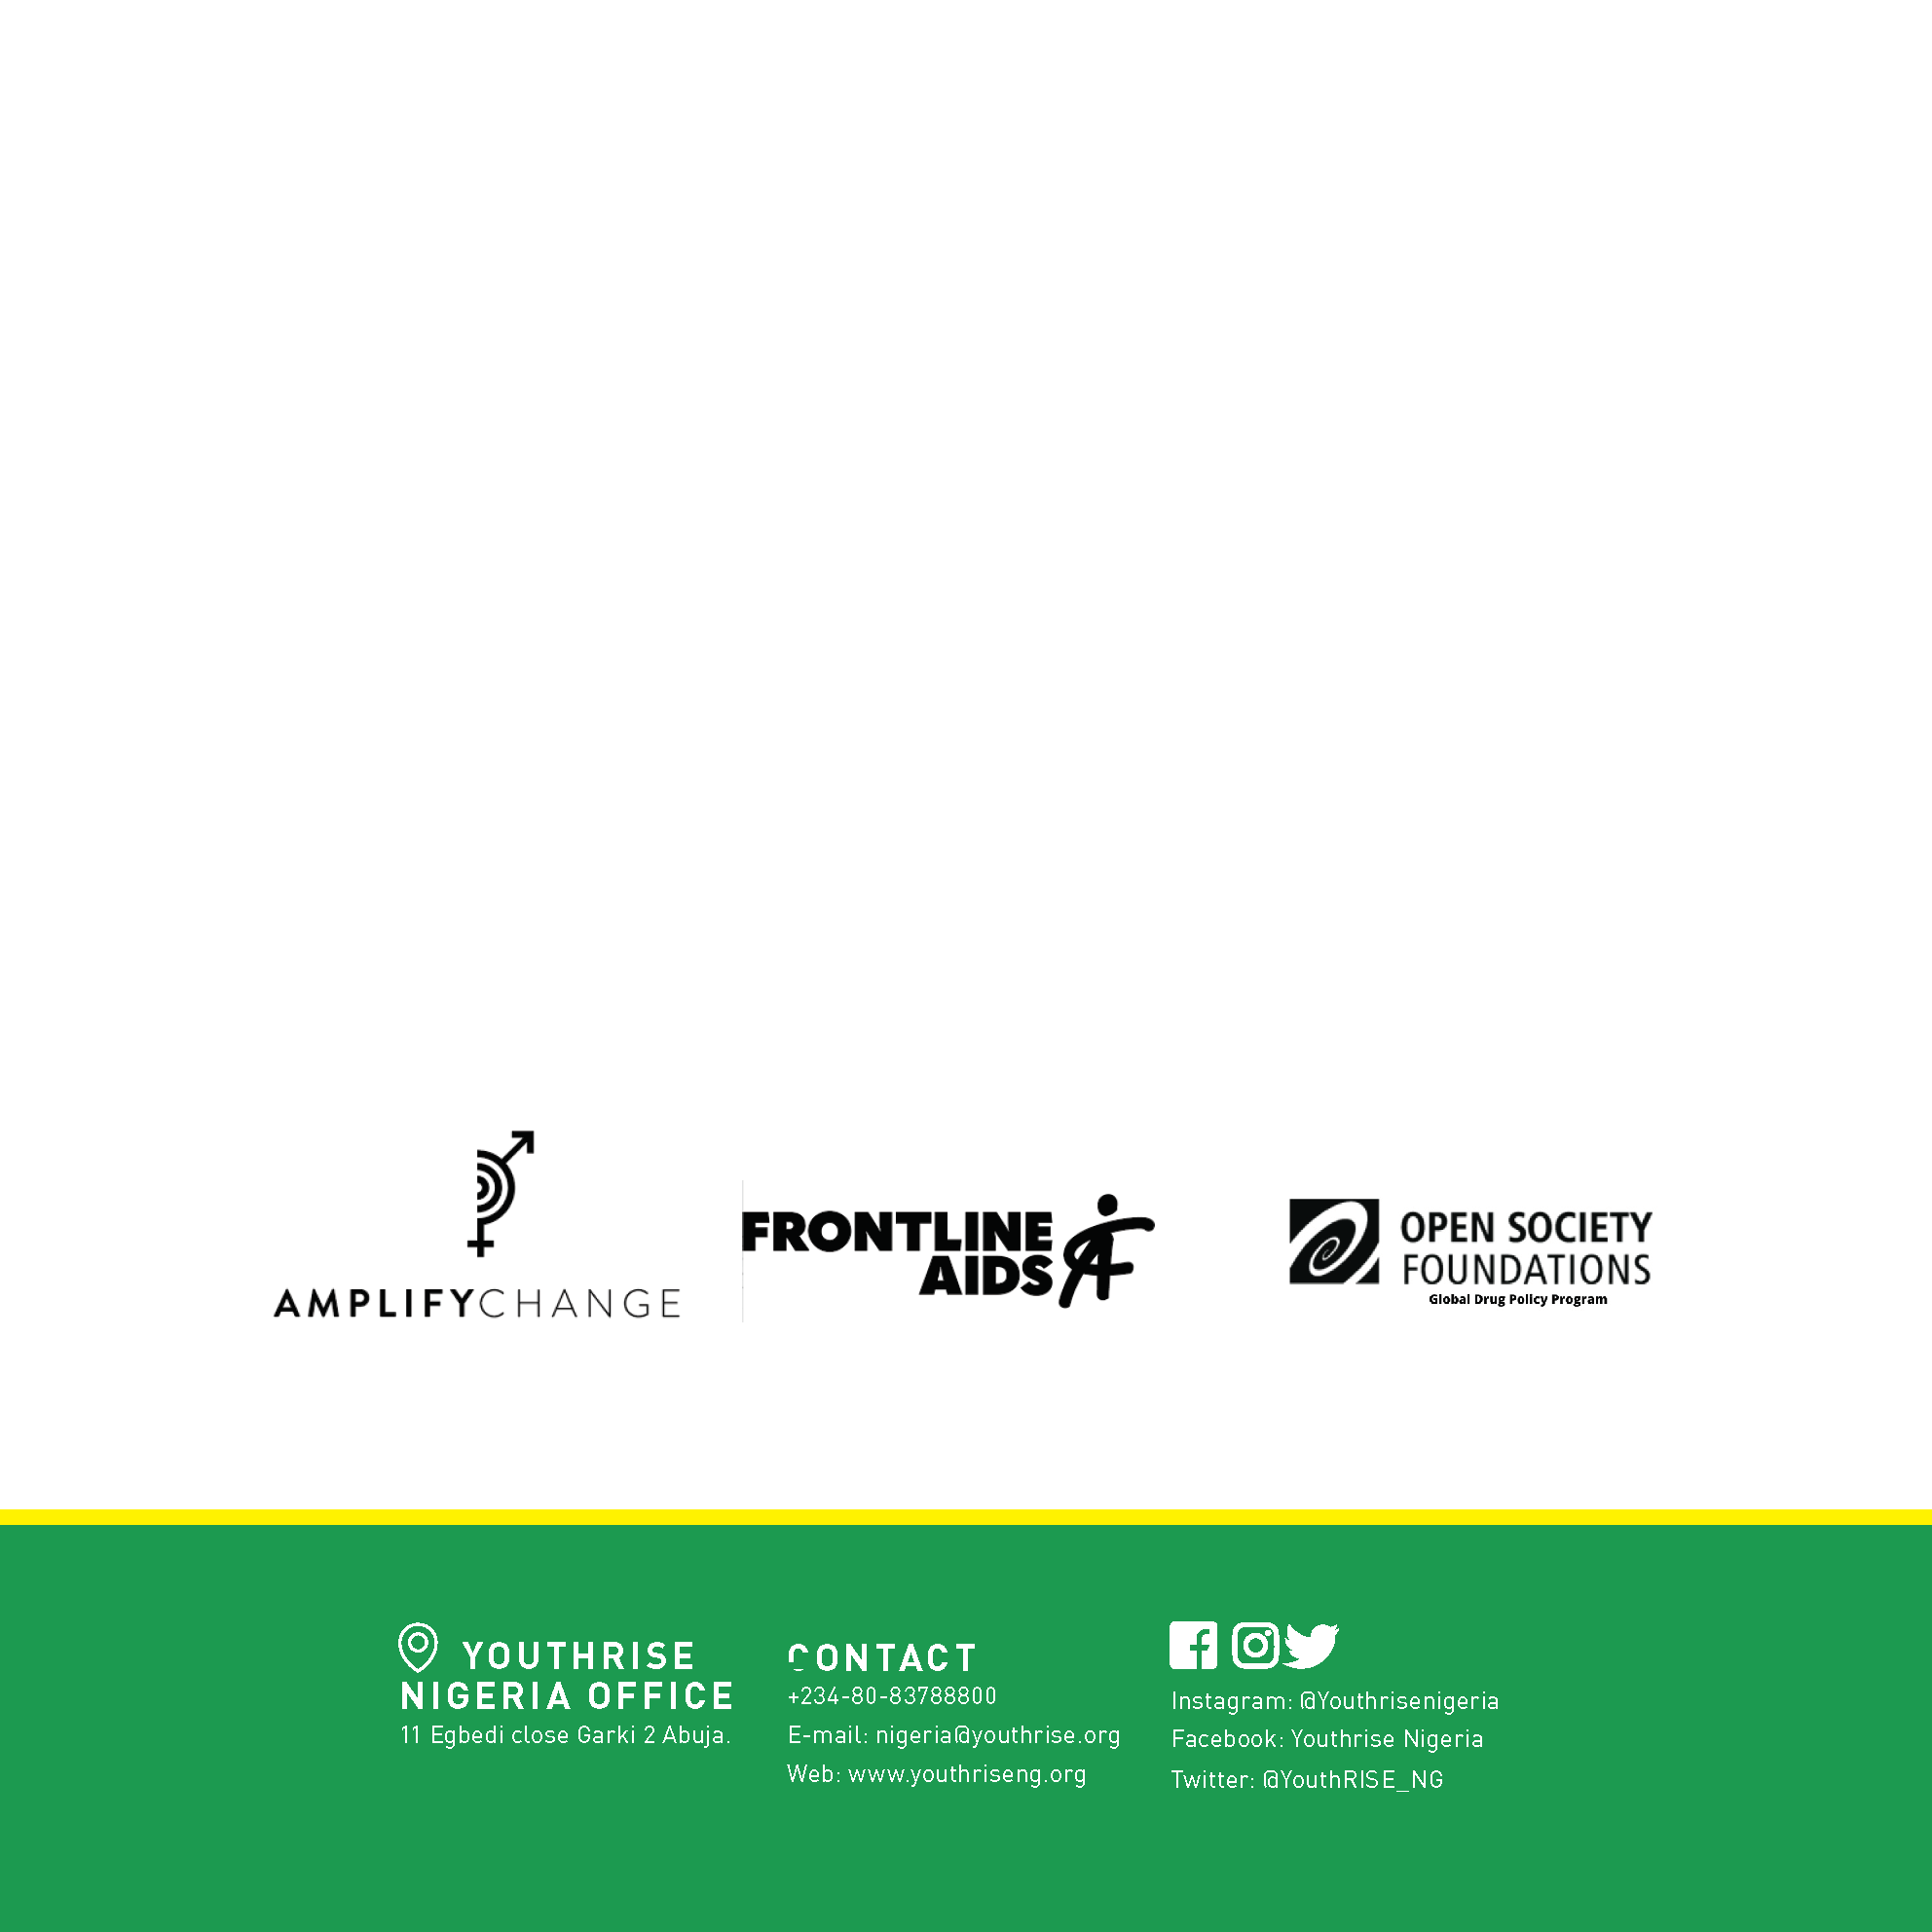 AMPLIFYCHANGE
FRONTLINE
AIDS
OPEN SOCIETY
FOUNDATIONS
Global Drug Policy Program
YOUTHRISE
NIGERIA OFFICE
11 Egbedi close Garki 2 Abuja.
CONTACT
+234-80-83788800
E-mail: nigeria@youthrise.org
Web: www.youthriseng.org
Instagram: @Youthrisenigeria
Facebook: Youthrise Nigeria
Twitter: @YouthRISE_NG